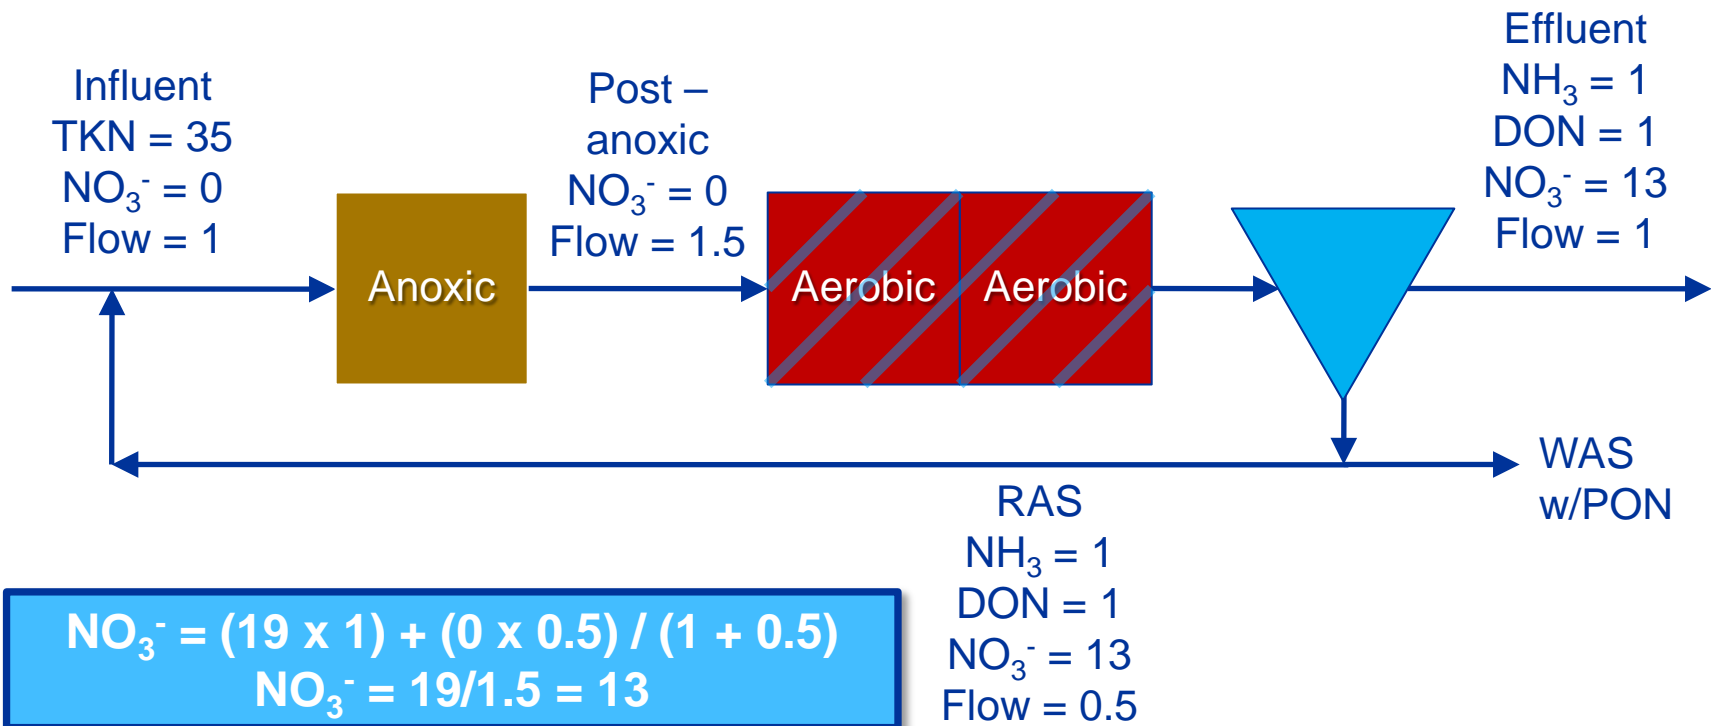 Influent
TKN = 35
NO₃⁻ = 0
Flow = 1
Post –
anoxic
NO₃⁻ = 0
Flow = 1.5
Effluent
NH₃ = 1
DON = 1
NO₃⁻ = 13
Flow = 1
Anoxic
Aerobic
Aerobic
WAS
w/PON
RAS
NH₃ = 1
DON = 1
NO₃⁻ = 13
Flow = 0.5
NO₃⁻ = (19 x 1) + (0 x 0.5) / (1 + 0.5)
NO₃⁻ = 19/1.5 = 13